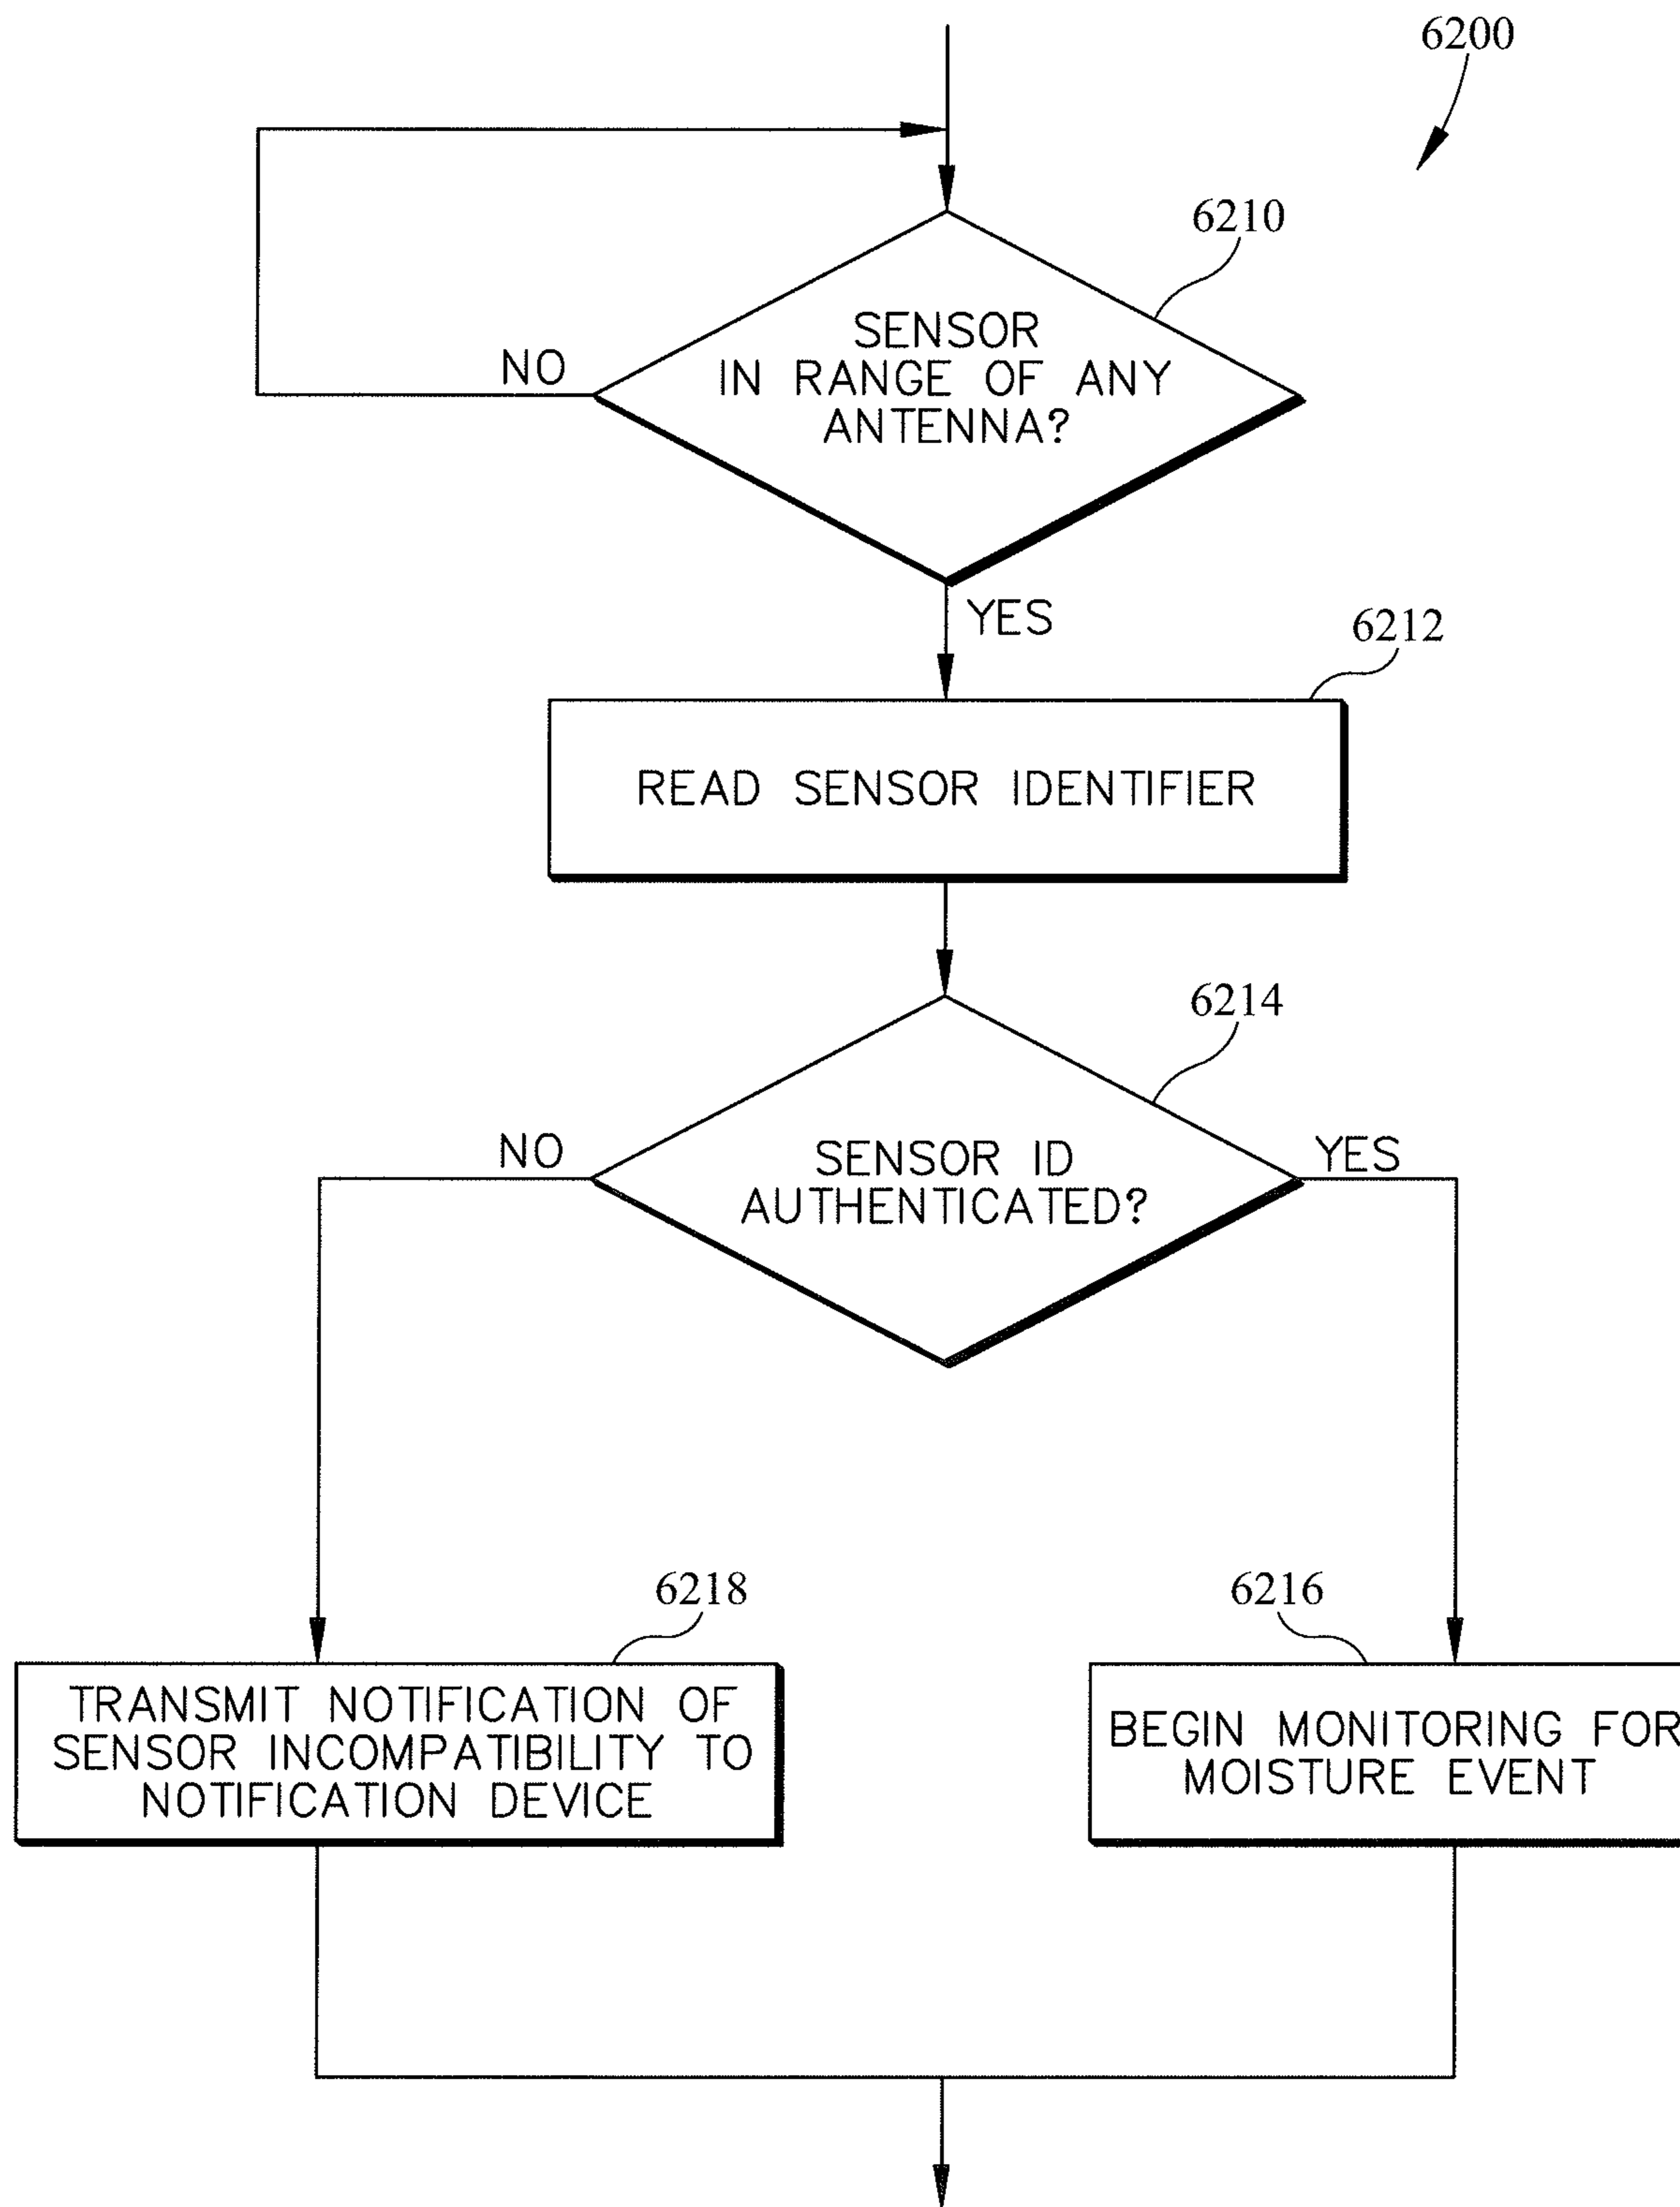 6200
6210
SENSOR
IN RANGE OF ANY
ANTENNA?
NO
YES
6212
READ SENSOR IDENTIFIER
6214
NO
SENSOR ID
AUTHENTICATED?
YES
6218
TRANSMIT NOTIFICATION OF
SENSOR INCOMPATIBILITY TO
NOTIFICATION DEVICE
6216
BEGIN MONITORING FOR
MOISTURE EVENT